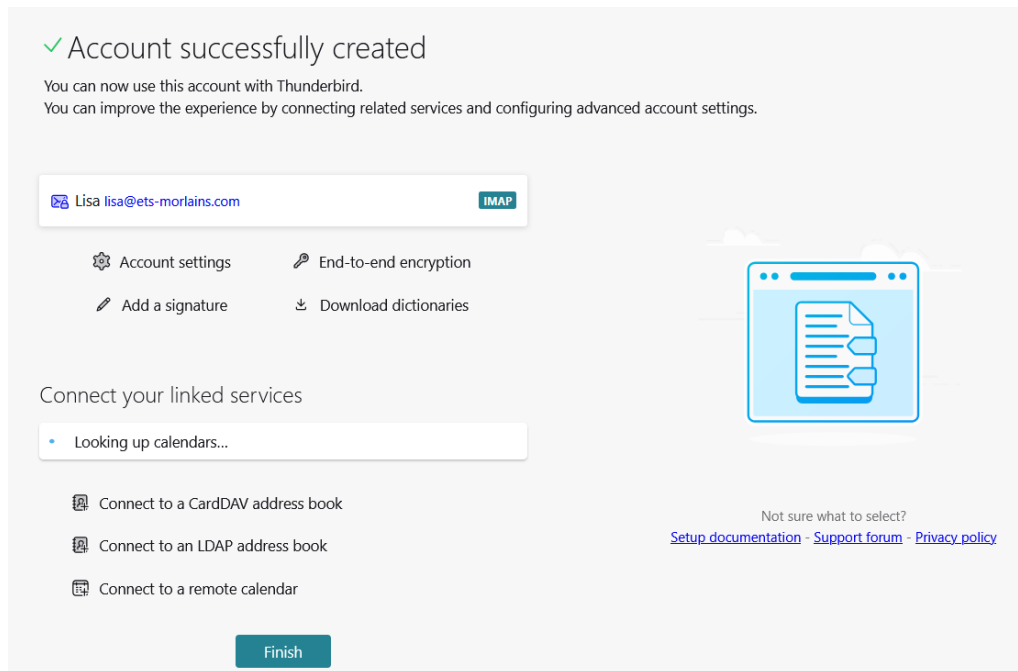 Account successfully created
You can now use this account with Thunderbird.
You can improve the experience by connecting related services and configuring advanced account settings.
Lisa lisa@ets-morlains.com IMAP
Account settings End-to-end encryption
Add a signature Download dictionaries
Connect your linked services
Looking up calendars...
Connect to a CardDAV address book
Connect to an LDAP address book
Connect to a remote calendar
Finish
Not sure what to select?
Setup documentation - Support forum - Privacy policy